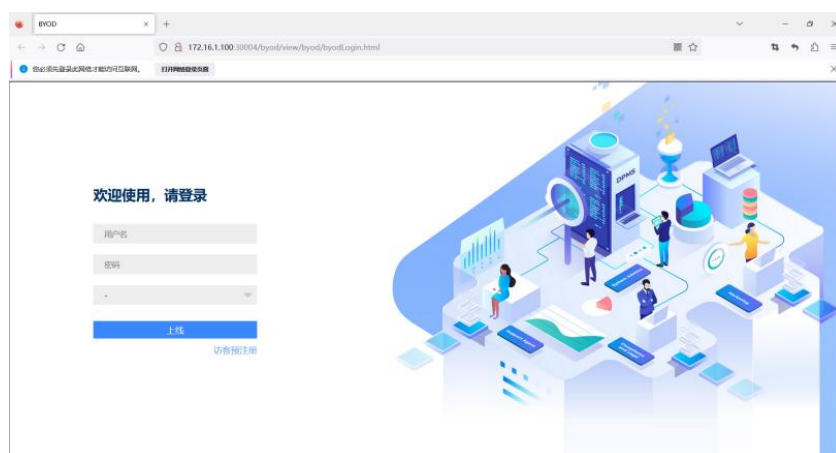 BYOD
172.16.1.100:30004/byod/view/byod/byodLogin.html
您必须先登录此网络才能访问互联网。
打开网络登录页面
欢迎使用，请登录
用户名
密码
-
上线
访客预注册
DPMS